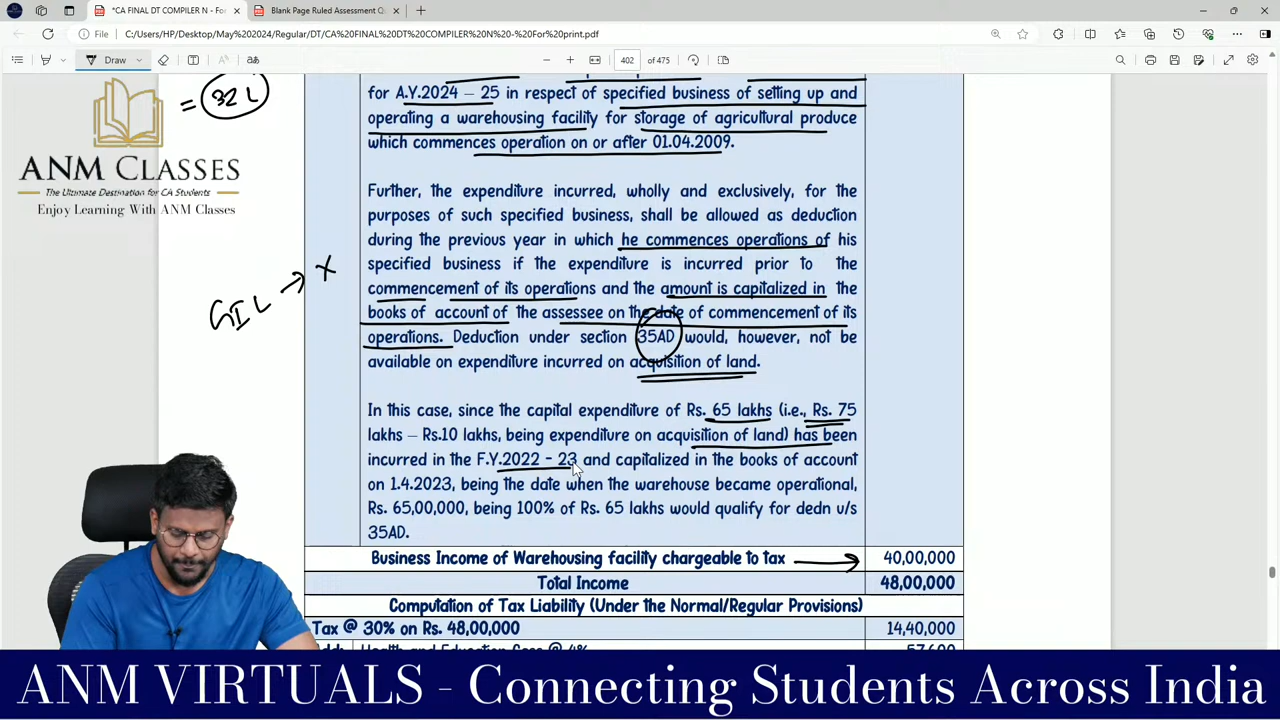 *CA FINAL DT COMPILER N - Fo
Blank Page Ruled Assessment Q
File
C:/Users/HP/Desktop/May%202024/Regular/DT/CA%20FINAL%20DT%20COMPILER%20N%20-%20For%20print.pdf
Draw
402 of 475
= 32 L
for A.Y.2024 – 25 in respect of specified business of setting up and
operating a warehousing facility for storage of agricultural produce
which commences operation on or after 01.04.2009.
ANM CLASSES
The Ultimate Destination for CA Students
Enjoy Learning With ANM Classes
Further, the expenditure incurred, wholly and exclusively, for the
purposes of such specified business, shall be allowed as deduction
during the previous year in which he commences operations of his
specified business if the expenditure is incurred prior to the
commencement of its operations and the amount is capitalized in the
books of account of the assessee on the date of commencement of its
operations. Deduction under section 35AD would, however, not be
available on expenditure incurred on acquisition of land.
GIL → X
In this case, since the capital expenditure of Rs. 65 lakhs (i.e., Rs. 75
lakhs – Rs.10 lakhs, being expenditure on acquisition of land) has been
incurred in the F.Y.2022 - 23 and capitalized in the books of account
on 1.4.2023, being the date when the warehouse became operational,
Rs. 65,00,000, being 100% of Rs. 65 lakhs would qualify for dedn u/s
35AD.
Business Income of Warehousing facility chargeable to tax 40,00,000
Total Income 48,00,000
Computation of Tax Liability (Under the Normal/Regular Provisions)
Tax @ 30% on Rs. 48,00,000 14,40,000
Add: Health and Education Cess @ 4% 57,600
ANM VIRTUALS - Connecting Students Across India